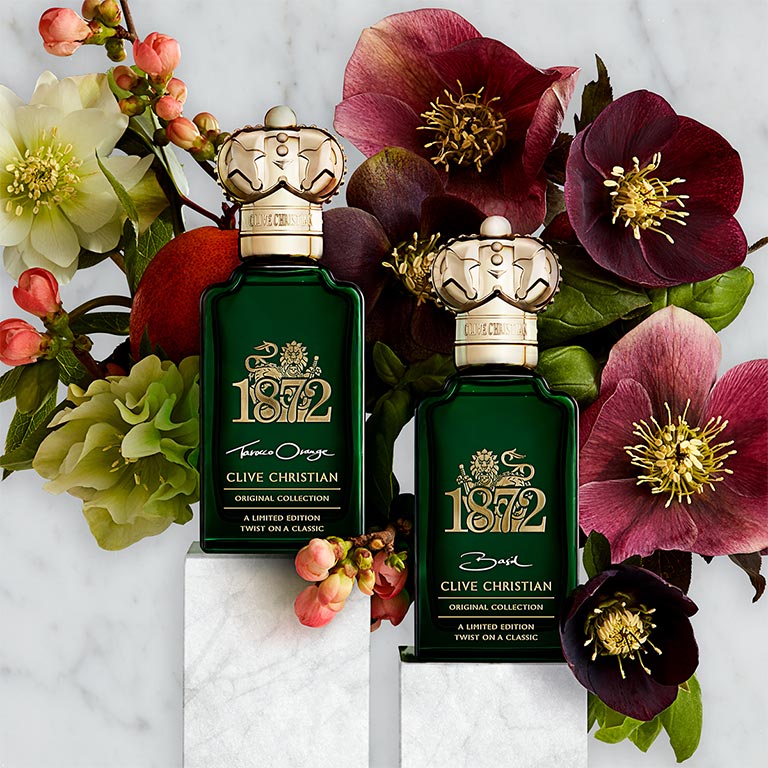 CLIVE CHRISTIAN
1872
Tarocco Orange
CLIVE CHRISTIAN
ORIGINAL COLLECTION
A LIMITED EDITION
TWIST ON A CLASSIC
CLIVE CHRISTIAN
1872
Basil
CLIVE CHRISTIAN
ORIGINAL COLLECTION
A LIMITED EDITION
TWIST ON A CLASSIC